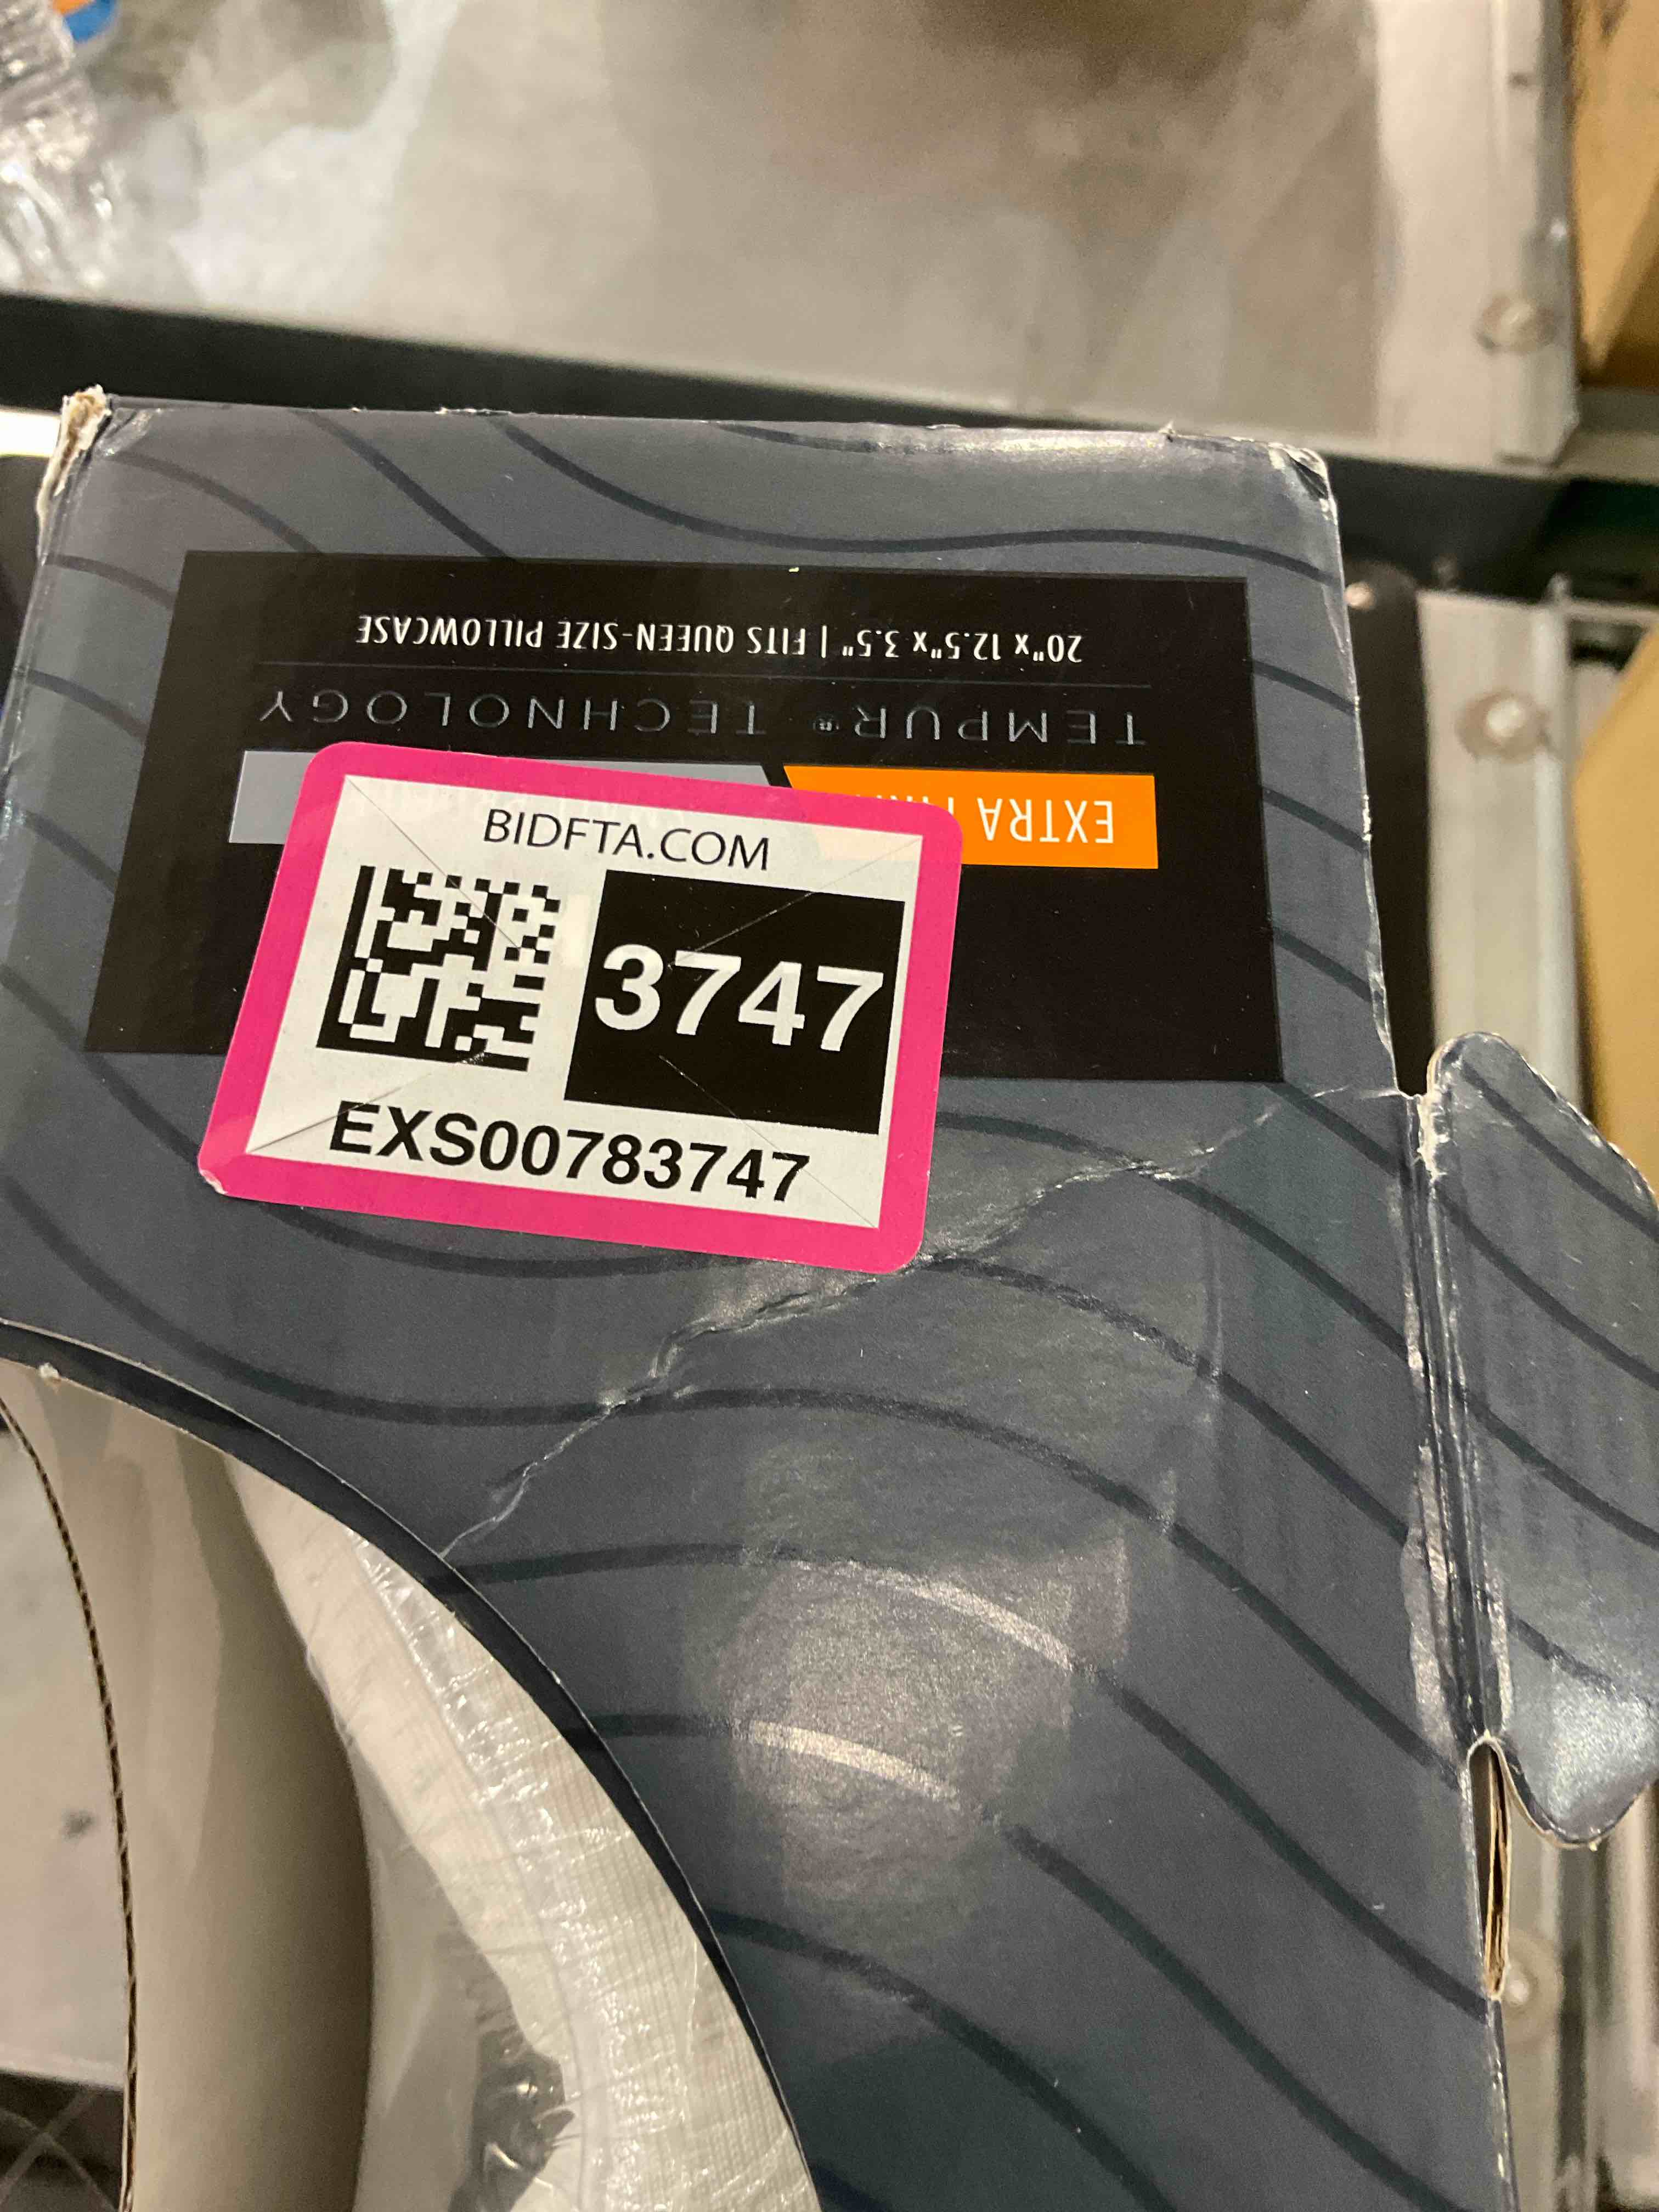 BIDFTA.COM
3747
EXS00783747
EXTRA
TEMPUR® TECHNOLOGY
20"x 12.5"x 3.5" | FITS QUEEN-SIZE PILLOWCASE